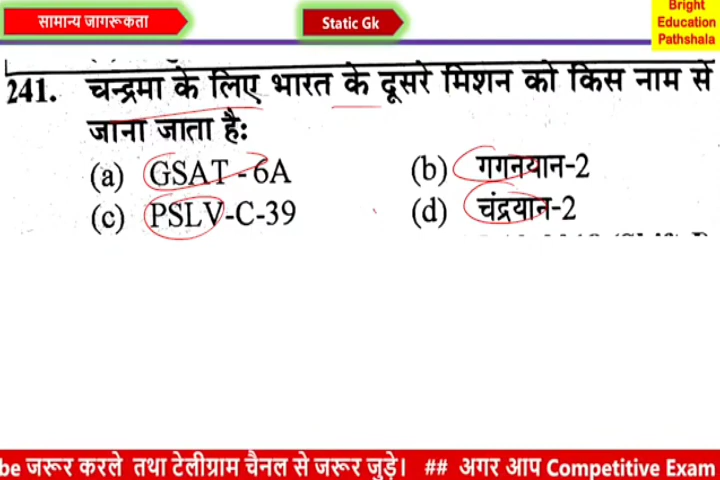 सामान्य जागरूकता
Static Gk
Bright
Education
Pathshala
241. चन्द्रमा के लिए भारत के दूसरे मिशन को किस नाम से
जाना जाता है:
(a) GSAT - 6A
(b) गगनयान-2
(c) PSLV-C-39
(d) चंद्रयान-2
be जरूर करले तथा टेलीग्राम चैनल से जरूर जुड़े। ## अगर आप Competitive Exam